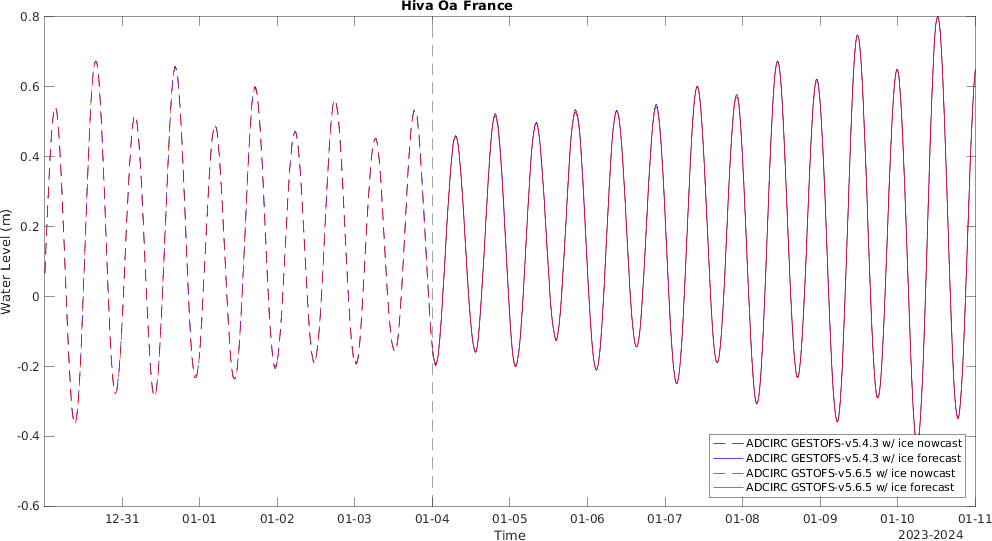 Hiva Oa France
Water Level (m)
0.8
0.6
0.4
0.2
0
-0.2
-0.4
-0.6
ADCIRC GESTOFS-v5.4.3 w/ ice nowcast
ADCIRC GESTOFS-v5.4.3 w/ ice forecast
ADCIRC GSTOFS-v5.6.5 w/ ice nowcast
ADCIRC GSTOFS-v5.6.5 w/ ice forecast
12-31 01-01 01-02 01-03 01-04 01-05 01-06 01-07 01-08 01-09 01-10 01-11
Time
2023-2024